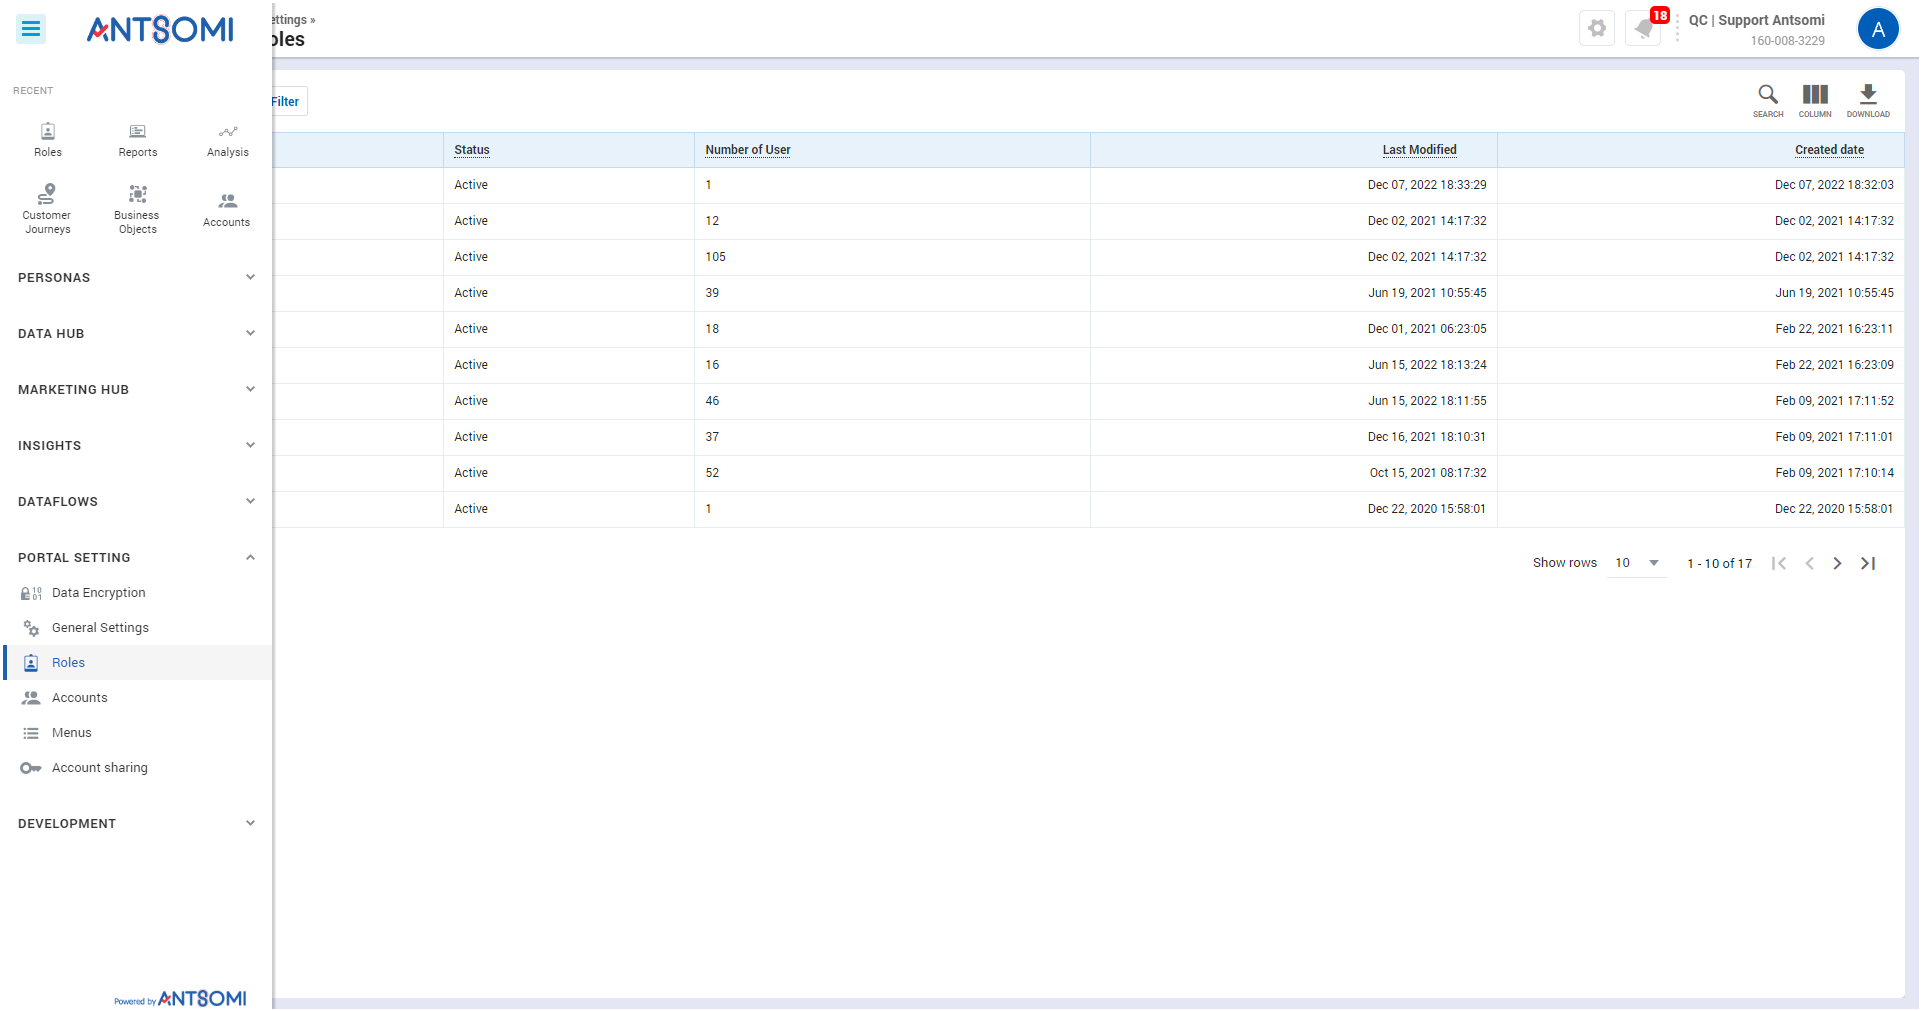 ANTSOMI
ettings »
oles
18
QC | Support Antsomi
160-008-3229
A
RECENT
Roles
Reports
Analysis
Customer Journeys
Business Objects
Accounts
PERSONAS
DATA HUB
MARKETING HUB
INSIGHTS
DATAFLOWS
PORTAL SETTING
Data Encryption
General Settings
Roles
Accounts
Menus
Account sharing
DEVELOPMENT
Powered by ANTSOMI
Filter
SEARCH
COLUMN
DOWNLOAD
Status Number of User Last Modified Created date
Active 1 Dec 07, 2022 18:33:29 Dec 07, 2022 18:32:03
Active 12 Dec 02, 2021 14:17:32 Dec 02, 2021 14:17:32
Active 105 Dec 02, 2021 14:17:32 Dec 02, 2021 14:17:32
Active 39 Jun 19, 2021 10:55:45 Jun 19, 2021 10:55:45
Active 18 Dec 01, 2021 06:23:05 Feb 22, 2021 16:23:11
Active 16 Jun 15, 2022 18:13:24 Feb 22, 2021 16:23:09
Active 46 Jun 15, 2022 18:11:55 Feb 09, 2021 17:11:52
Active 37 Dec 16, 2021 18:10:31 Feb 09, 2021 17:11:01
Active 52 Oct 15, 2021 08:17:32 Feb 09, 2021 17:10:14
Active 1 Dec 22, 2020 15:58:01 Dec 22, 2020 15:58:01
Show rows 10 1 - 10 of 17